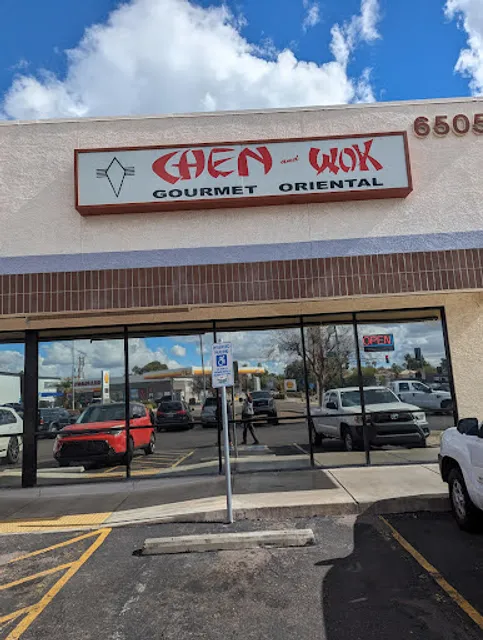 6505
CHEN and WOK
GOURMET ORIENTAL
OPEN